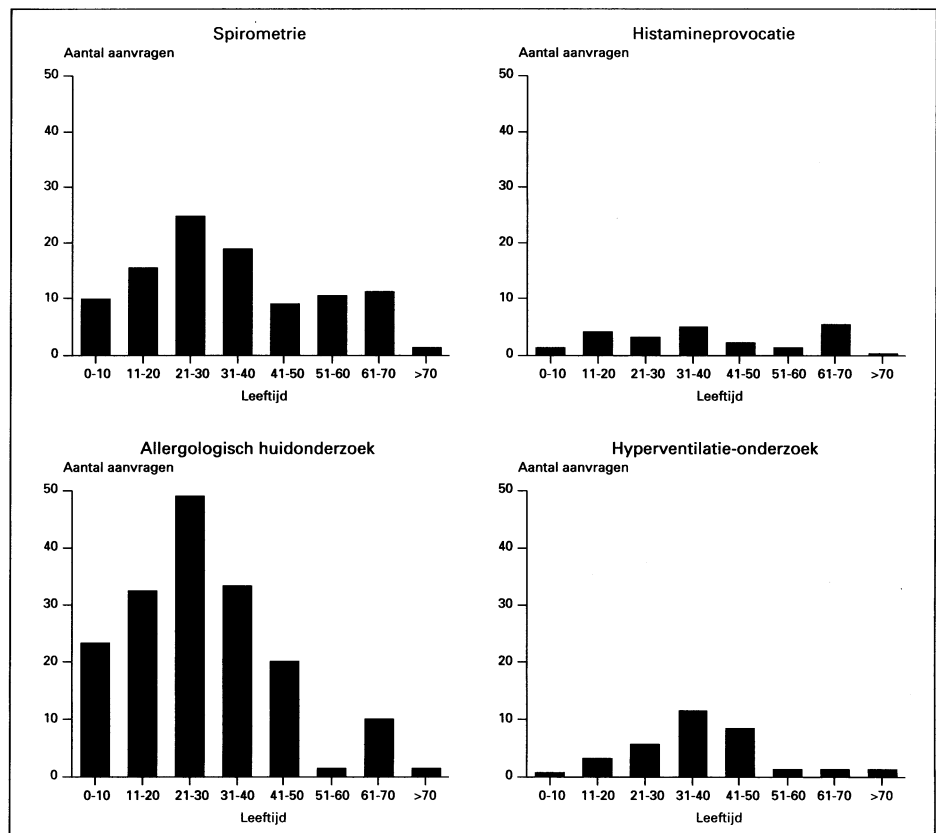 Spirometrie
Aantal aanvragen
50
40
30
20
10
0
0-10 11-20 21-30 31-40 41-50 51-60 61-70 >70
Leeftijd
Histamineprovocatie
Aantal aanvragen
50
40
30
20
10
0
0-10 11-20 21-30 31-40 41-50 51-60 61-70 >70
Leeftijd
Allergologisch huidonderzoek
Aantal aanvragen
50
40
30
20
10
0
0-10 11-20 21-30 31-40 41-50 51-60 61-70 >70
Leeftijd
Hyperventilatie-onderzoek
Aantal aanvragen
50
40
30
20
10
0
0-10 11-20 21-30 31-40 41-50 51-60 61-70 >70
Leeftijd